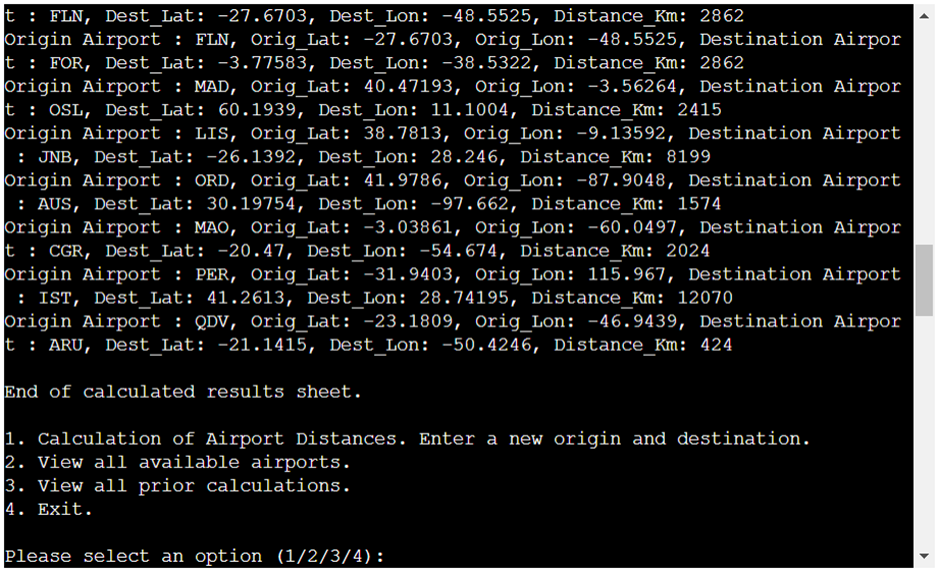 t : FLN, Dest_Lat: -27.6703, Dest_Lon: -48.5525, Distance_Km: 2862
Origin Airport : FLN, Orig_Lat: -27.6703, Orig_Lon: -48.5525, Destination Airpor
t : FOR, Dest_Lat: -3.77583, Dest_Lon: -38.5322, Distance_Km: 2862
Origin Airport : MAD, Orig_Lat: 40.47193, Orig_Lon: -3.56264, Destination Airpor
t : OSL, Dest_Lat: 60.1939, Dest_Lon: 11.1004, Distance_Km: 2415
Origin Airport : LIS, Orig_Lat: 38.7813, Orig_Lon: -9.13592, Destination Airport
 : JNB, Dest_Lat: -26.1392, Dest_Lon: 28.246, Distance_Km: 8199
Origin Airport : ORD, Orig_Lat: 41.9786, Orig_Lon: -87.9048, Destination Airport
 : AUS, Dest_Lat: 30.19754, Dest_Lon: -97.662, Distance_Km: 1574
Origin Airport : MAO, Orig_Lat: -3.03861, Orig_Lon: -60.0497, Destination Airpor
t : CGR, Dest_Lat: -20.47, Dest_Lon: -54.674, Distance_Km: 2024
Origin Airport : PER, Orig_Lat: -31.9403, Orig_Lon: 115.967, Destination Airport
 : IST, Dest_Lat: 41.2613, Dest_Lon: 28.74195, Distance_Km: 12070
Origin Airport : QDV, Orig_Lat: -23.1809, Orig_Lon: -46.9439, Destination Airpor
t : ARU, Dest_Lat: -21.1415, Dest_Lon: -50.4246, Distance_Km: 424
End of calculated results sheet.
1. Calculation of Airport Distances. Enter a new origin and destination.
2. View all available airports.
3. View all prior calculations.
4. Exit.
Please select an option (1/2/3/4):